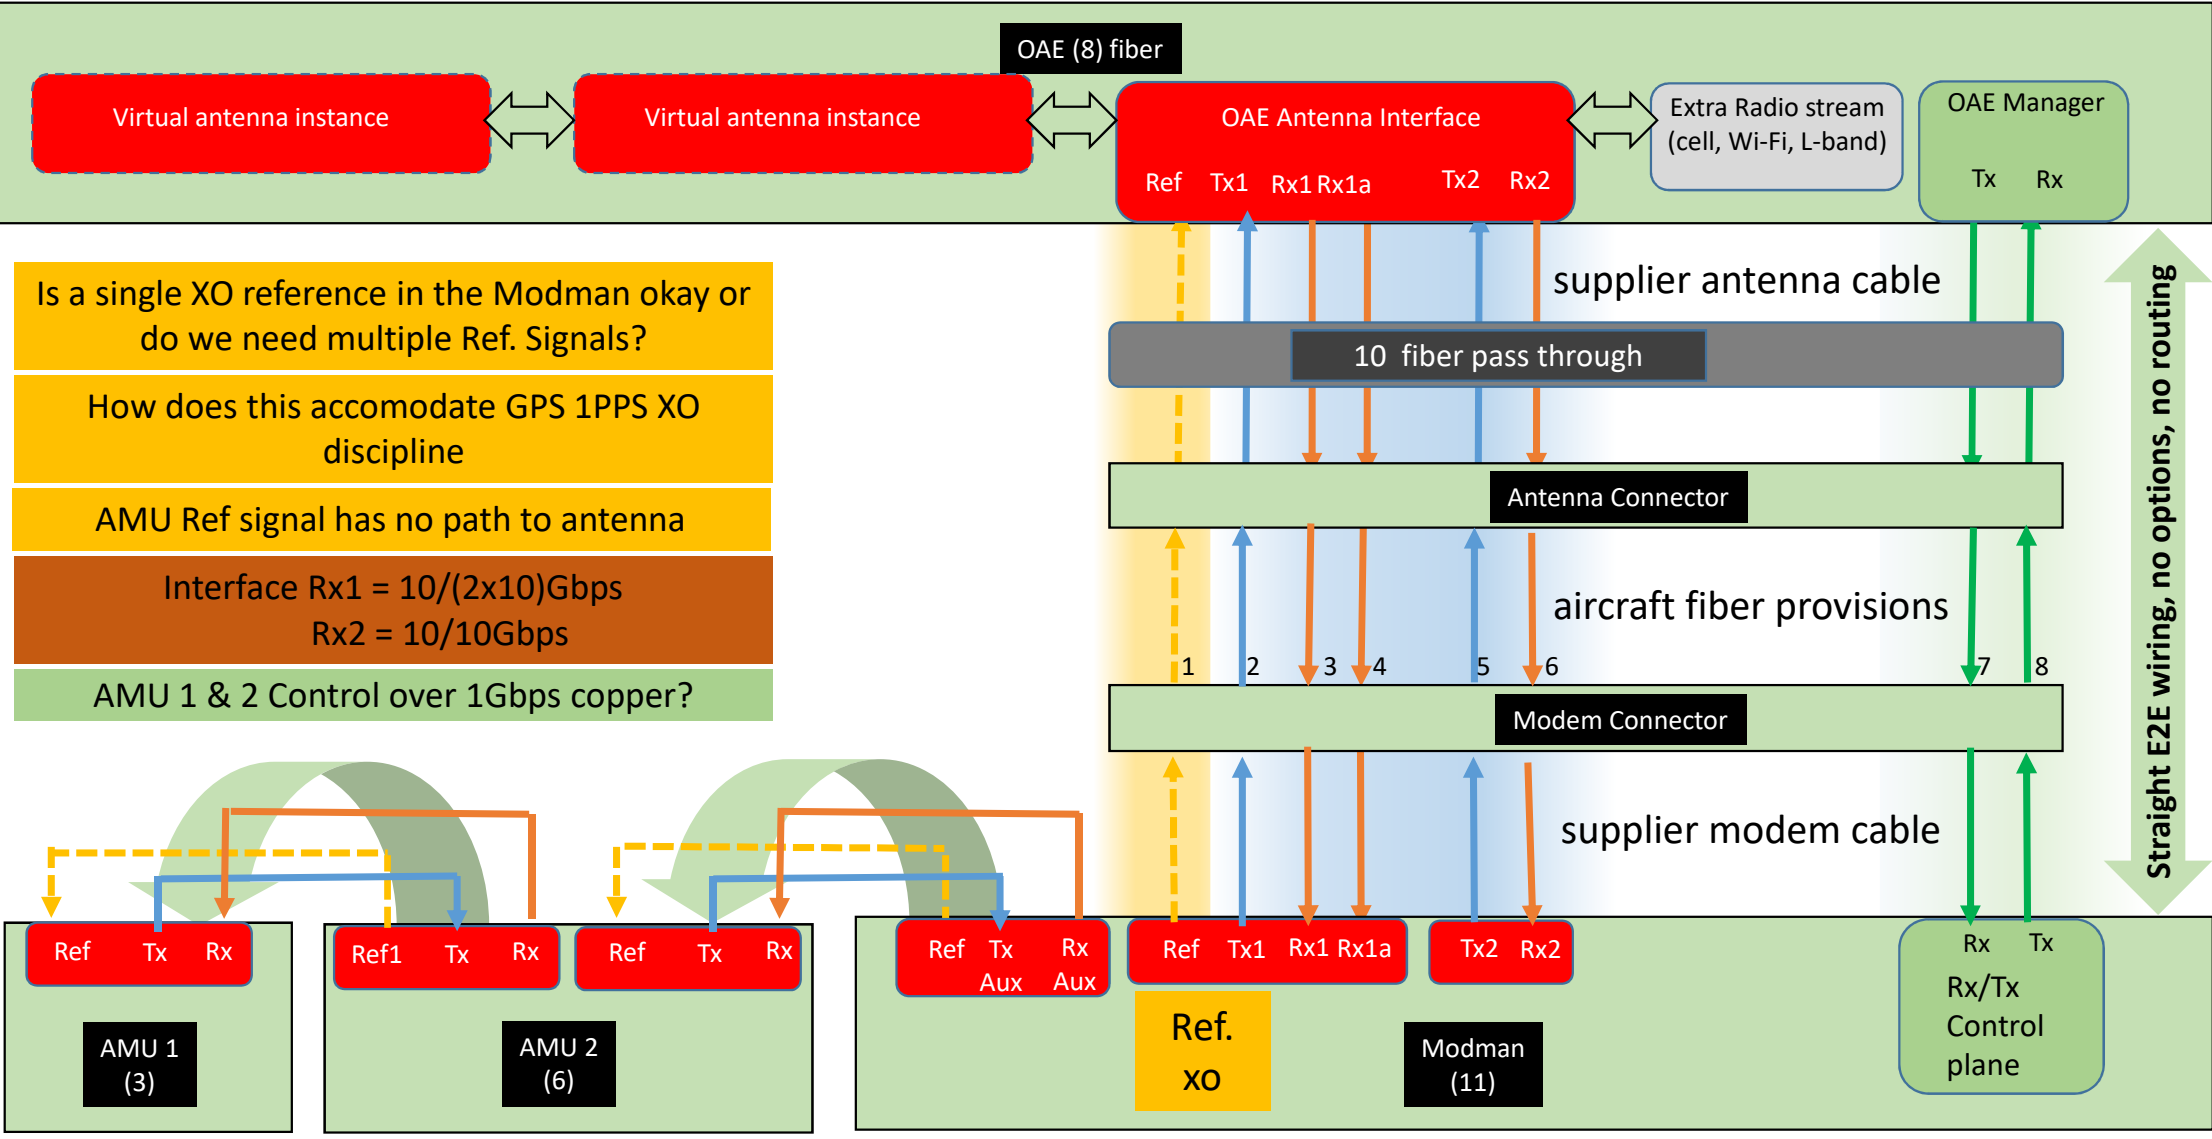 OAE (8) fiber
Virtual antenna instance
Virtual antenna instance
OAE Antenna Interface
Ref Tx1 Rx1 Rx1a Tx2 Rx2
Extra Radio stream
(cell, Wi-Fi, L-band)
OAE Manager
Tx Rx
Is a single XO reference in the Modman okay or
do we need multiple Ref. Signals?
How does this accomodate GPS 1PPS XO
discipline
AMU Ref signal has no path to antenna
Interface Rx1 = 10/(2x10)Gbps
Rx2 = 10/10Gbps
AMU 1 & 2 Control over 1Gbps copper?
supplier antenna cable
10 fiber pass through
Antenna Connector
aircraft fiber provisions
1 2 3 4 5 6 7 8
Modem Connector
supplier modem cable
Straight E2E wiring, no options, no routing
Ref Tx Rx
AMU 1
(3)
Ref1 Tx Rx
Ref Tx Rx
AMU 2
(6)
Ref Tx Rx
Aux Aux
Ref Tx1 Rx1 Rx1a
Tx2 Rx2
Ref.
XO
Modman
(11)
Rx Tx
Rx/Tx
Control
plane